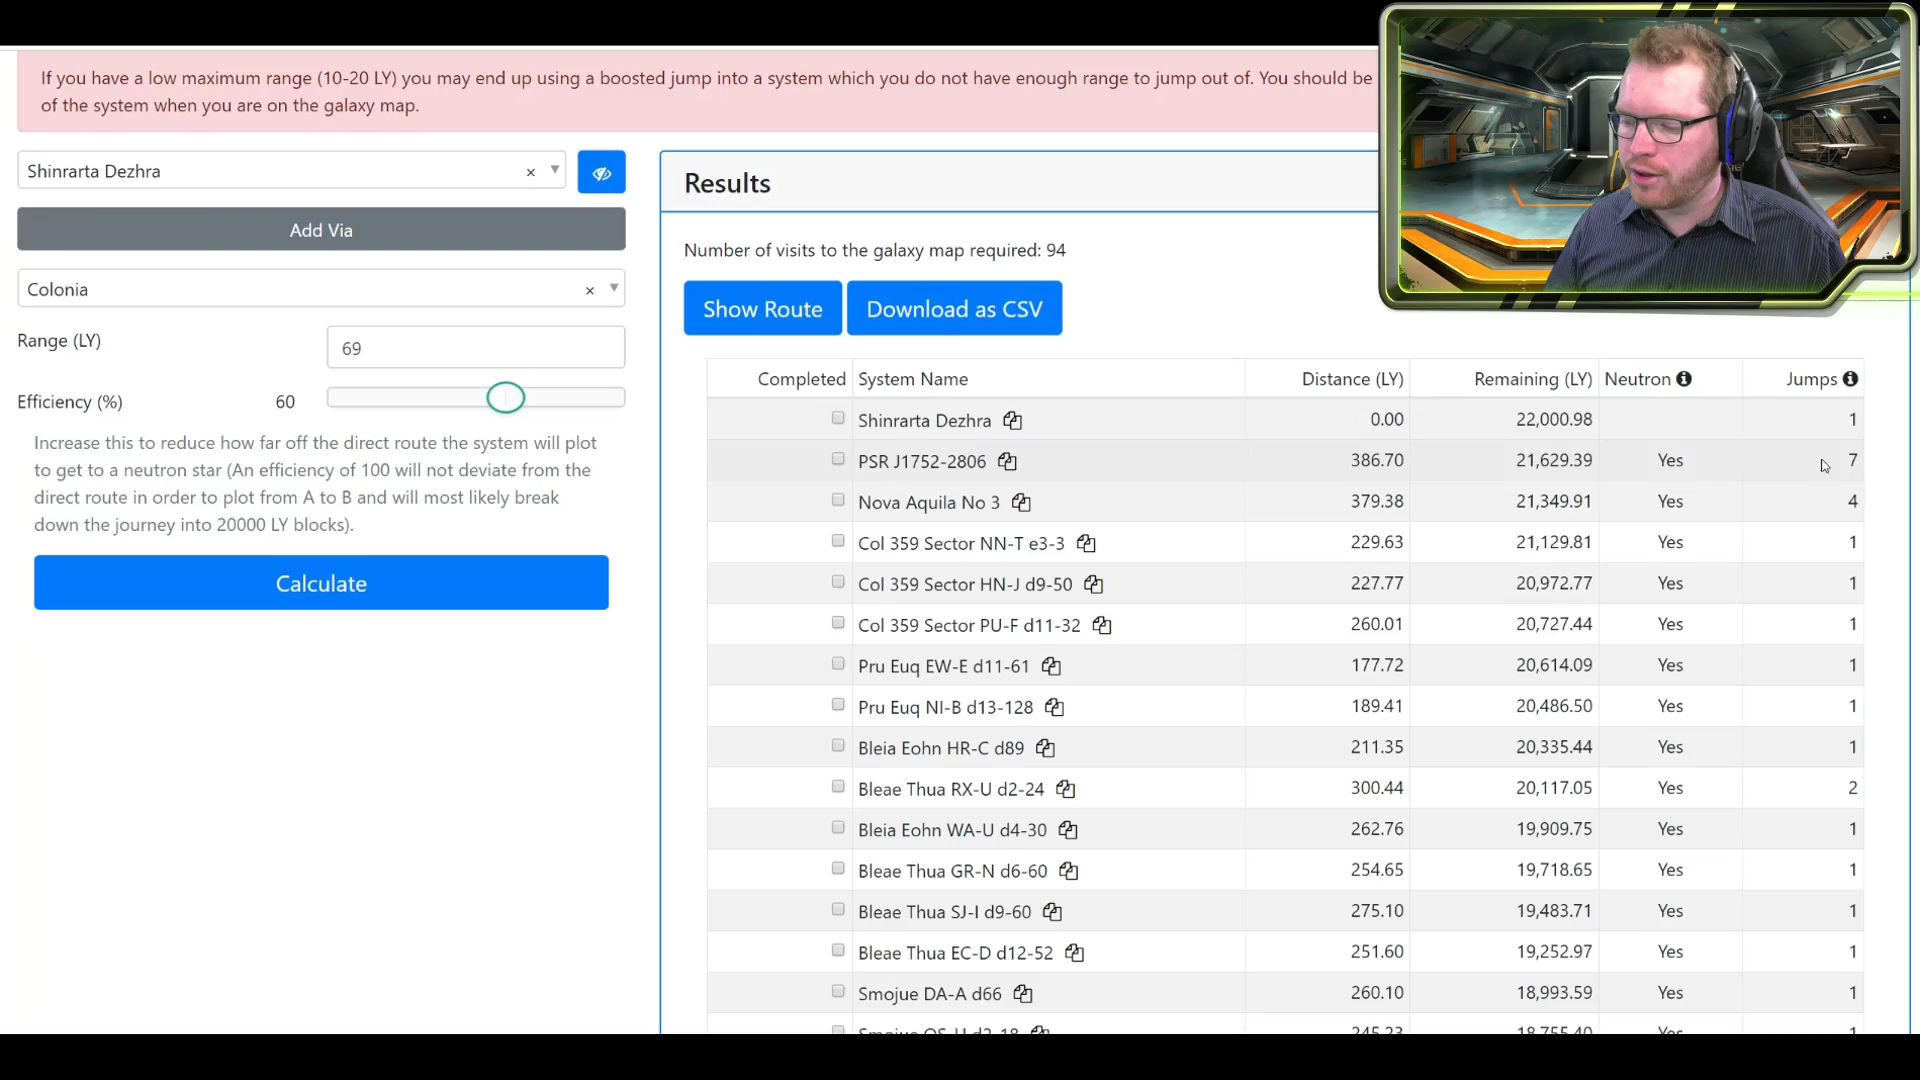 If you have a low maximum range (10-20 LY) you may end up using a boosted jump into a system which you do not have enough range to jump out of. You should be
of the system when you are on the galaxy map.
Shinrarta Dezhra × ▼
Add Via
Colonia × ▼
Range (LY) 69
Efficiency (%) 60
Increase this to reduce how far off the direct route the system will plot
to get to a neutron star (An efficiency of 100 will not deviate from the
direct route in order to plot from A to B and will most likely break
down the journey into 20000 LY blocks).
Calculate
Results
Number of visits to the galaxy map required: 94
Show Route Download as CSV
Completed System Name Distance (LY) Remaining (LY) Neutron Jumps
Shinrarta Dezhra 0.00 22,000.98 1
PSR J1752-2806 386.70 21,629.39 Yes 7
Nova Aquila No 3 379.38 21,349.91 Yes 4
Col 359 Sector NN-T e3-3 229.63 21,129.81 Yes 1
Col 359 Sector HN-J d9-50 227.77 20,972.77 Yes 1
Col 359 Sector PU-F d11-32 260.01 20,727.44 Yes 1
Pru Euq EW-E d11-61 177.72 20,614.09 Yes 1
Pru Euq NI-B d13-128 189.41 20,486.50 Yes 1
Bleia Eohn HR-C d89 211.35 20,335.44 Yes 1
Bleae Thua RX-U d2-24 300.44 20,117.05 Yes 2
Bleia Eohn WA-U d4-30 262.76 19,909.75 Yes 1
Bleae Thua GR-N d6-60 254.65 19,718.65 Yes 1
Bleae Thua SJ-I d9-60 275.10 19,483.71 Yes 1
Bleae Thua EC-D d12-52 251.60 19,252.97 Yes 1
Smojue DA-A d66 260.10 18,993.59 Yes 1
Smojue 245.23 18,755.40 Yes 1